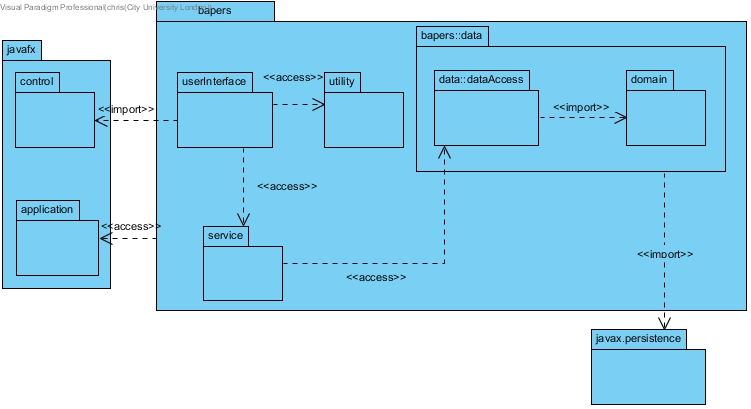 Visual Paradigm Professional(chris(City University London))
bapers
javafx
bapers::data
control
userInterface
<<access>>
utility
data::dataAccess
domain
<<import>>
<<import>>
<<access>>
application
<<access>>
service
<<access>>
<<import>>
javax.persistence